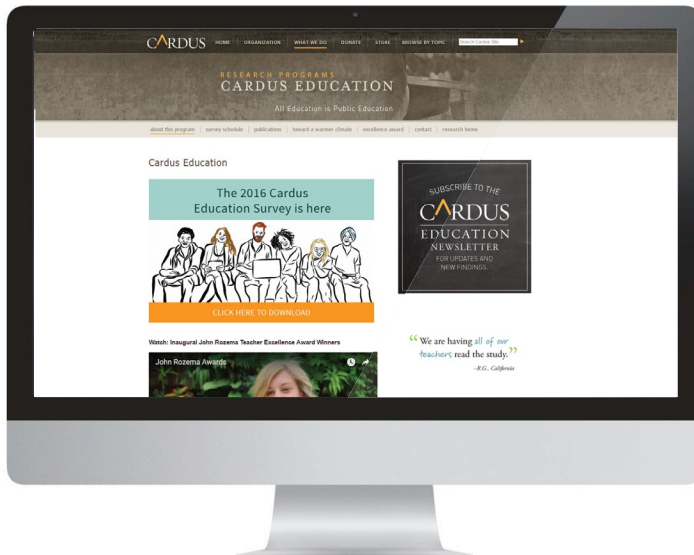 CARDUS HOME ORGANIZATION WHAT WE DO DONATE STORE BROWSE BY TOPIC Search Cardus Site
RESEARCH PROGRAMS
CARDUS EDUCATION
All Education is Public Education
about this program survey schedule publications toward a warmer climate excellence award contact research home
Cardus Education
The 2016 Cardus
Education Survey is here
CLICK HERE TO DOWNLOAD
Watch: Inaugural John Rozema Teacher Excellence Award Winners
John Rozema Awards
SUBSCRIBE TO THE
CARDUS
EDUCATION
NEWSLETTER
FOR UPDATES AND
NEW FINDINGS.
“We are having all of our
teachers read the study.”
–R.G., California